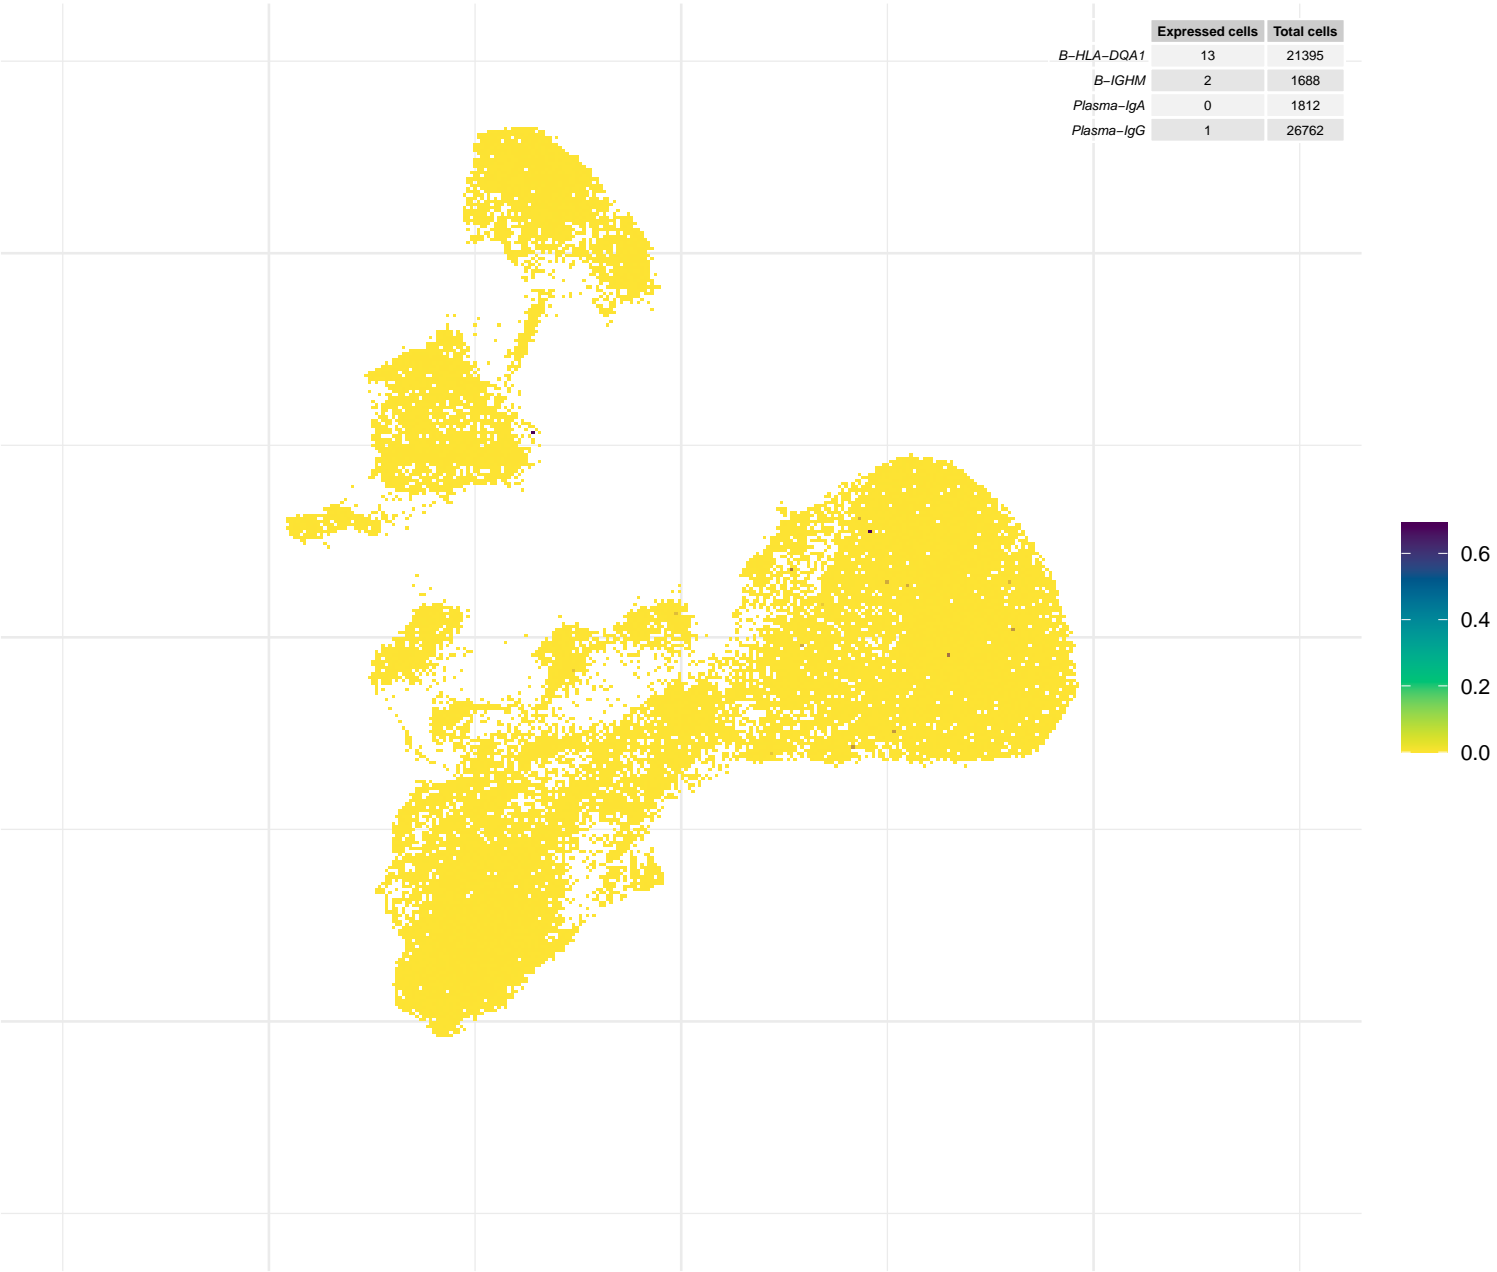 Expressed cells Total cells
B−HLA−DQA1 13 21395
B−IGHM 2 1688
Plasma−IgA 0 1812
Plasma−IgG 1 26762
0.6
0.4
0.2
0.0